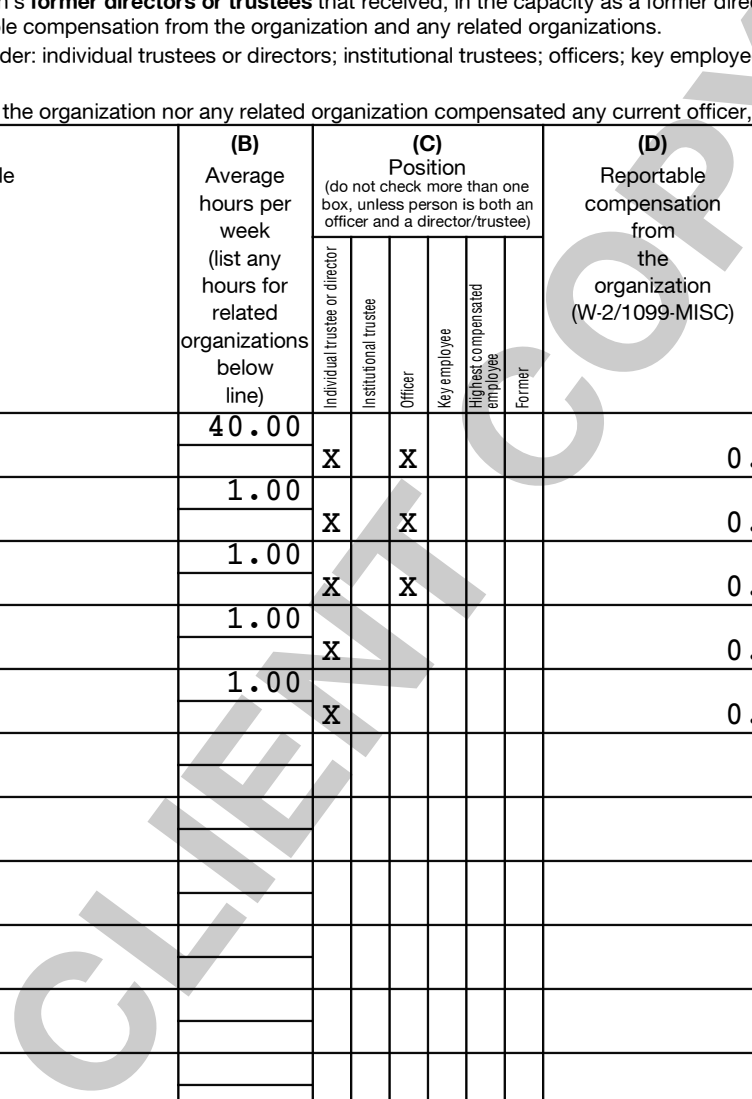 n's former directors or trustees that received, in the capacity as a former direc
le compensation from the organization and any related organizations.
der: individual trustees or directors; institutional trustees; officers; key employe
the organization nor any related organization compensated any current officer,
le
(B)
Average
hours per
week
(list any
hours for
related
organizations
below
line)
(C)
Position
(do not check more than one
box, unless person is both an
officer and a director/trustee)
Individual trustee or director
Institutional trustee
Officer
Key employee
Highest compensated
employee
Former
(D)
Reportable
compensation
from
the
organization
(W-2/1099-MISC)
40.00
X X 0.
1.00
X X 0.
1.00
X X 0.
1.00
X 0.
1.00
X 0.
CLIENT COPY